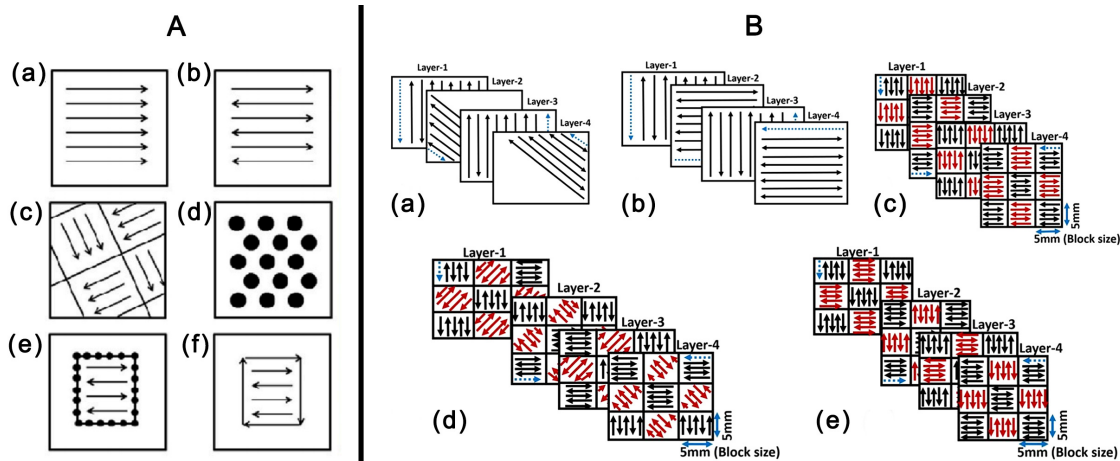 A
(a)
(b)
(c)
(d)
(e)
(f)
B
Layer-1
Layer-2
Layer-3
Layer-4
(a)
Layer-1
Layer-2
Layer-3
Layer-4
(b)
Layer-1
Layer-2
Layer-3
Layer-4
(c)
5mm
5mm (Block size)
Layer-1
Layer-2
Layer-3
Layer-4
(d)
5mm
5mm (Block size)
Layer-1
Layer-2
Layer-3
Layer-4
(e)
5mm
5mm (Block size)